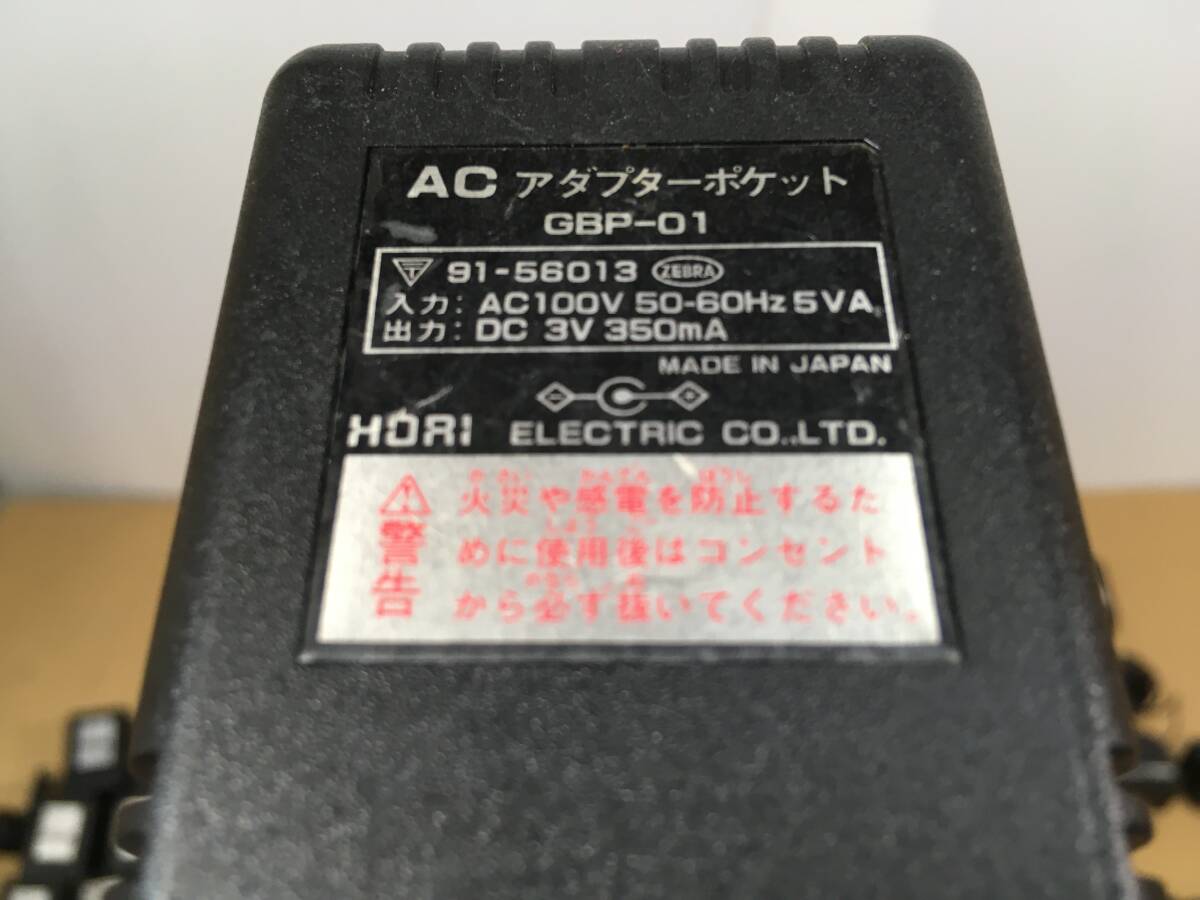 AC アダプターポケット
GBP-01
91-56013 ZEBRA
入力: AC100V 50-60Hz 5VA
出力: DC 3V 350mA
MADE IN JAPAN
HORI ELECTRIC CO.,LTD.
警告
火災や感電を防止するた
めに使用後はコンセント
から必ず抜いてください。